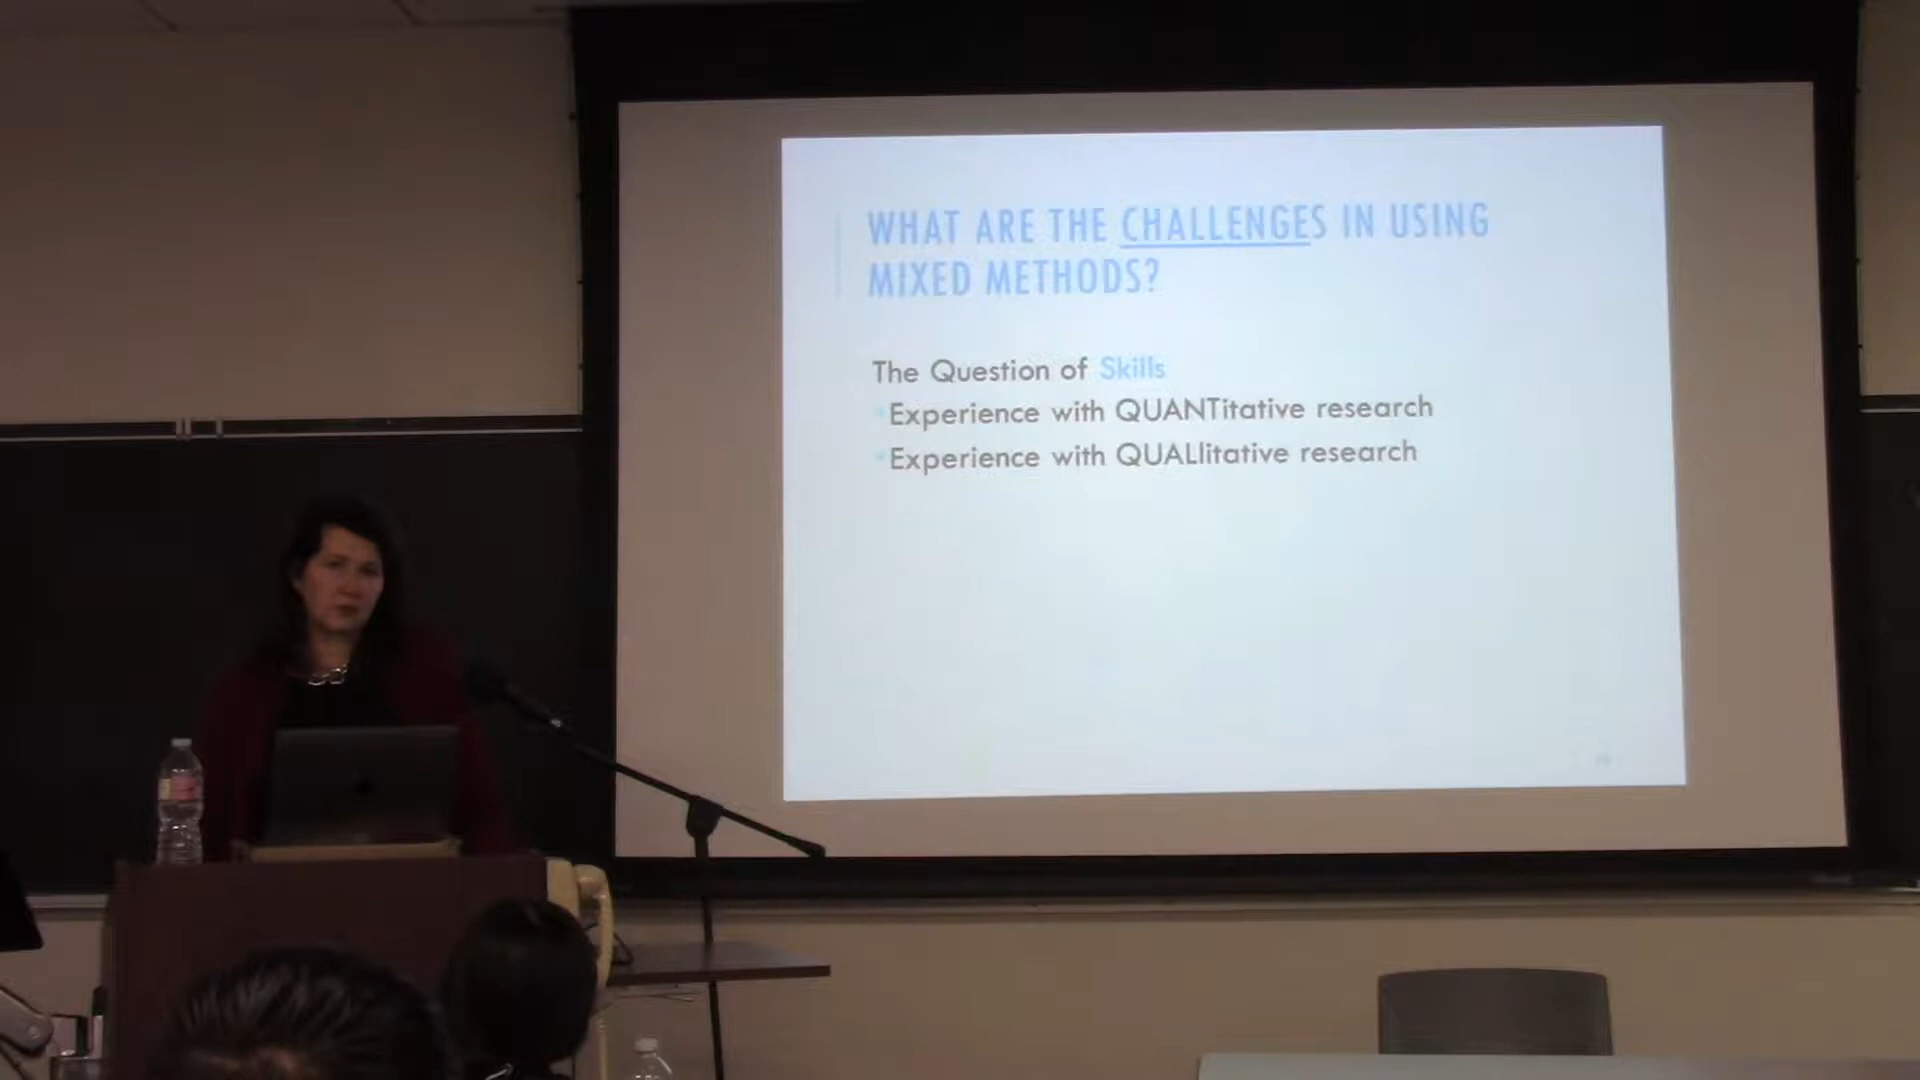 WHAT ARE THE CHALLENGES IN USING
MIXED METHODS?
The Question of Skills
Experience with QUANTitative research
Experience with QUALlitative research